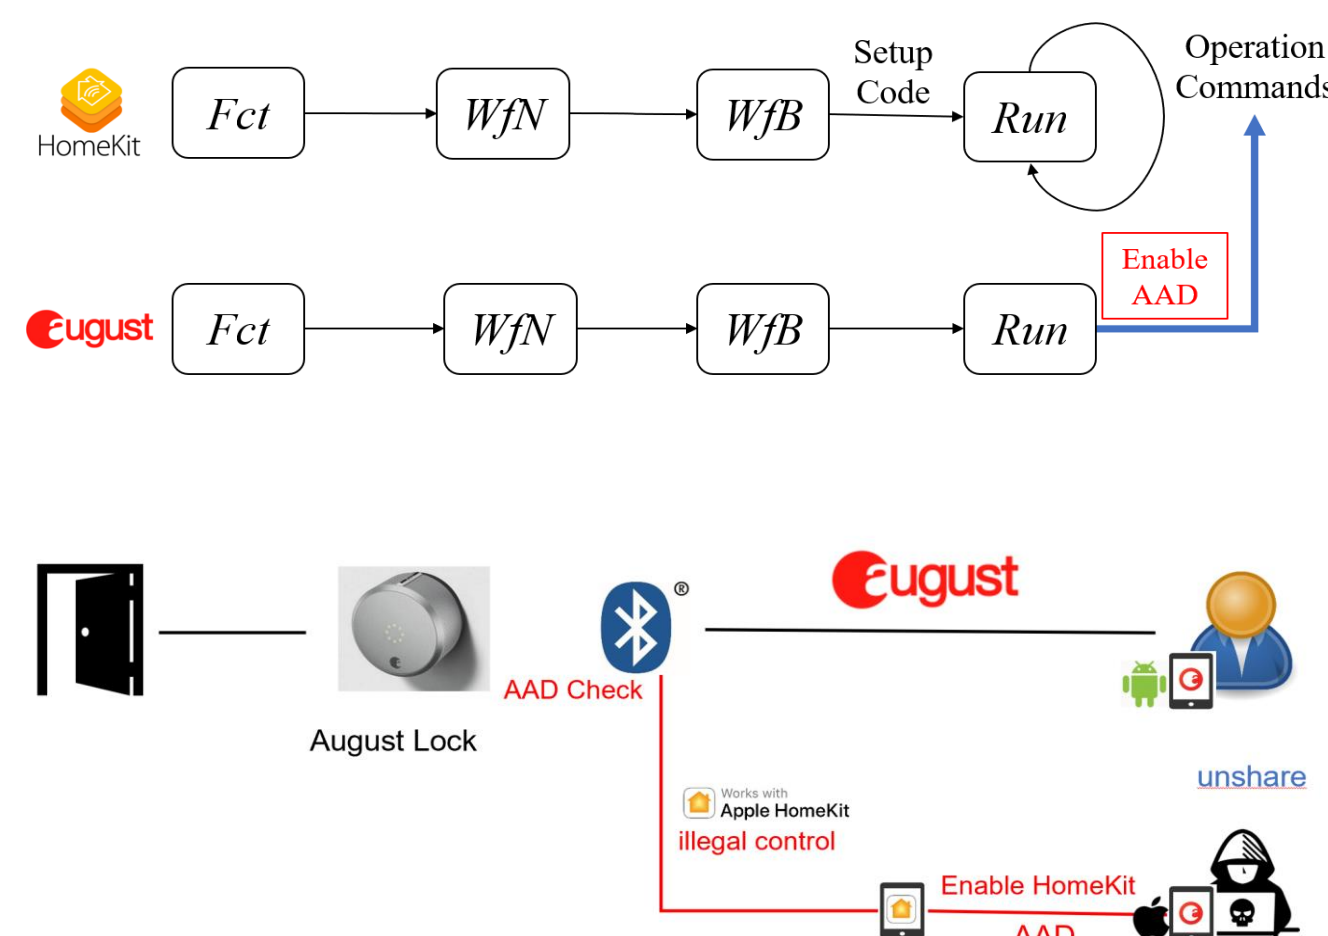 Setup
Code
Operation
Commands
HomeKit
Fct
WfN
WfB
Run
Enable
AAD
august
Fct
WfN
WfB
Run
august
®
AAD Check
August Lock
unshare
Works with
Apple HomeKit
illegal control
Enable HomeKit
AAD